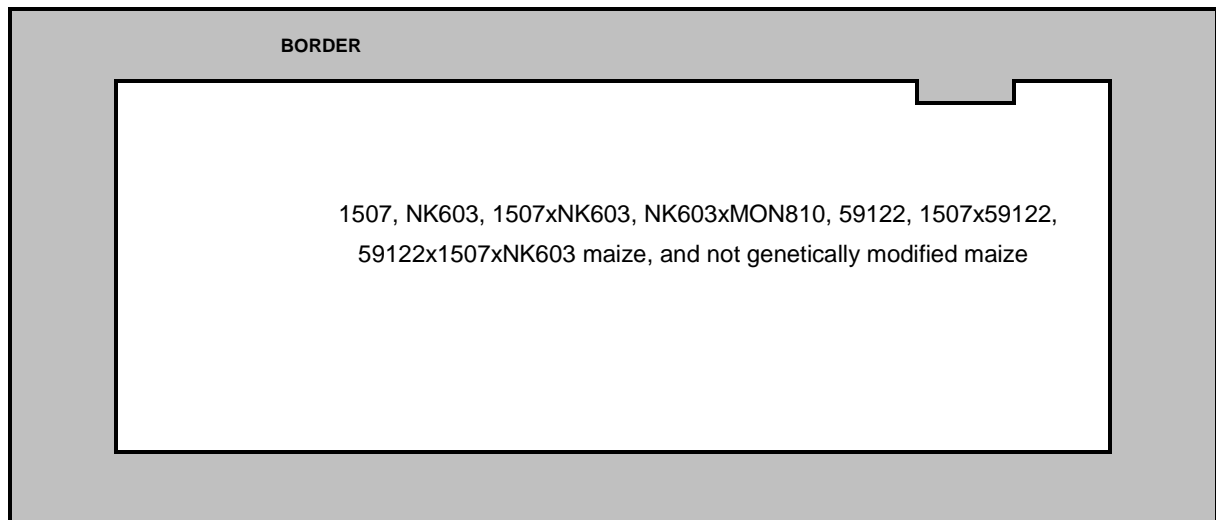 BORDER
1507, NK603, 1507xNK603, NK603xMON810, 59122, 1507x59122,
59122x1507xNK603 maize, and not genetically modified maize